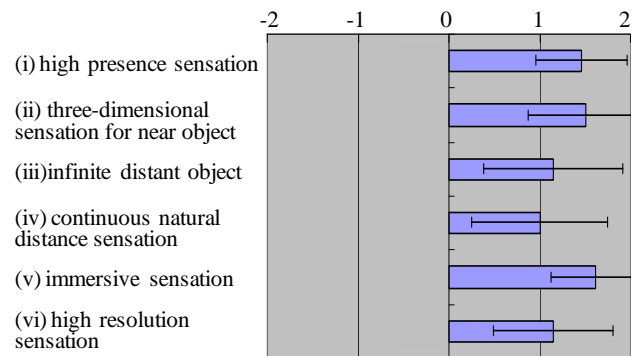 -2 -1 0 1 2
(i) high presence sensation
(ii) three-dimensional
sensation for near object
(iii)infinite distant object
(iv) continuous natural
distance sensation
(v) immersive sensation
(vi) high resolution
sensation